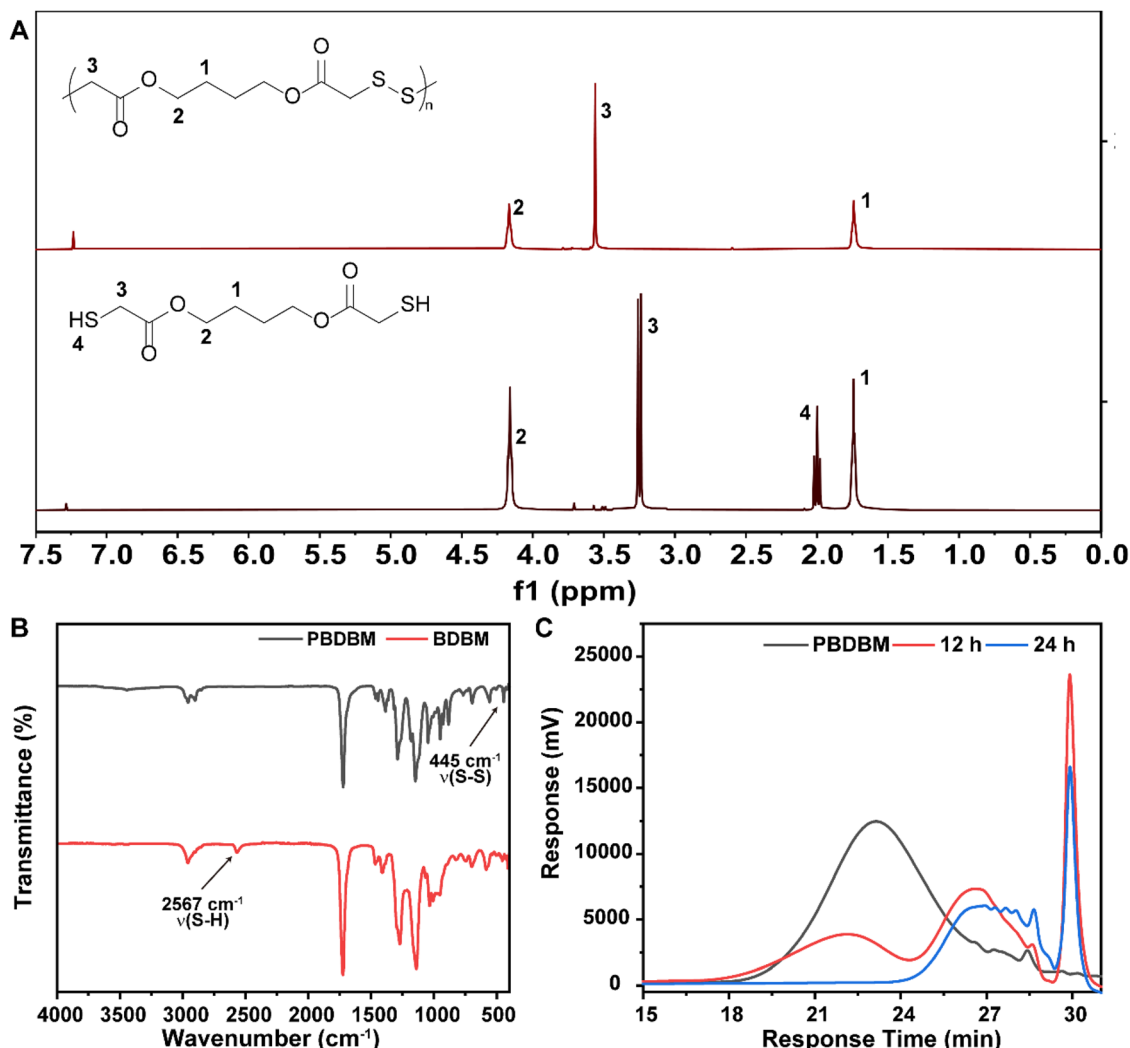 A
3
1
O
O
O
O
2
S
S
n
3
2
1
3
1
O
SH
HS
4
O
O
2
O
3
1
4
2
7.5 7.0 6.5 6.0 5.5 5.0 4.5 4.0 3.5 3.0 2.5 2.0 1.5 1.0 0.5 0.0
f1 (ppm)
B
PBDBM BDBM
445 cm⁻¹
ν(S-S)
2567 cm⁻¹
ν(S-H)
Transmittance (%)
4000 3500 3000 2500 2000 1500 1000 500
Wavenumber (cm⁻¹)
C
PBDBM 12 h 24 h
25000
20000
15000
10000
5000
0
Response (mV)
15 18 21 24 27 30
Response Time (min)